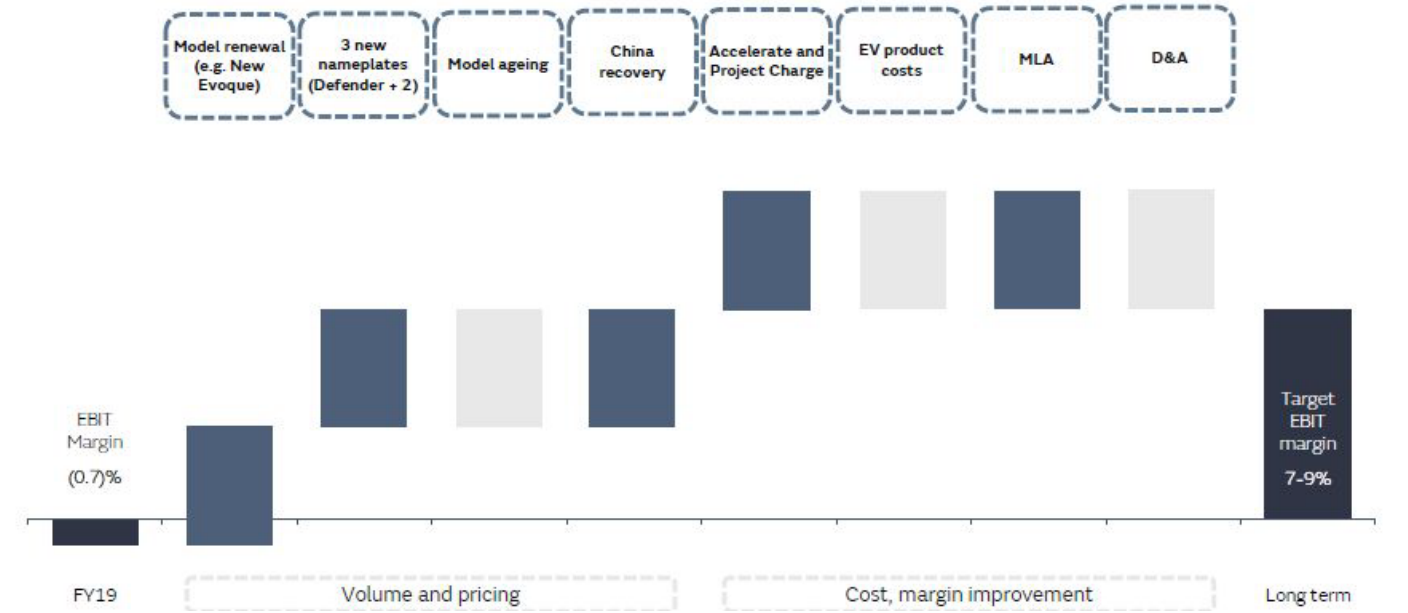 Model renewal
(e.g. New
Evoque)
3 new
nameplates
(Defender + 2)
Model ageing
China
recovery
Accelerate and
Project Charge
EV product
costs
MLA
D&A
EBIT
Margin
(0.7)%
Target
EBIT
margin
7-9%
FY19
Volume and pricing
Cost, margin improvement
Long term